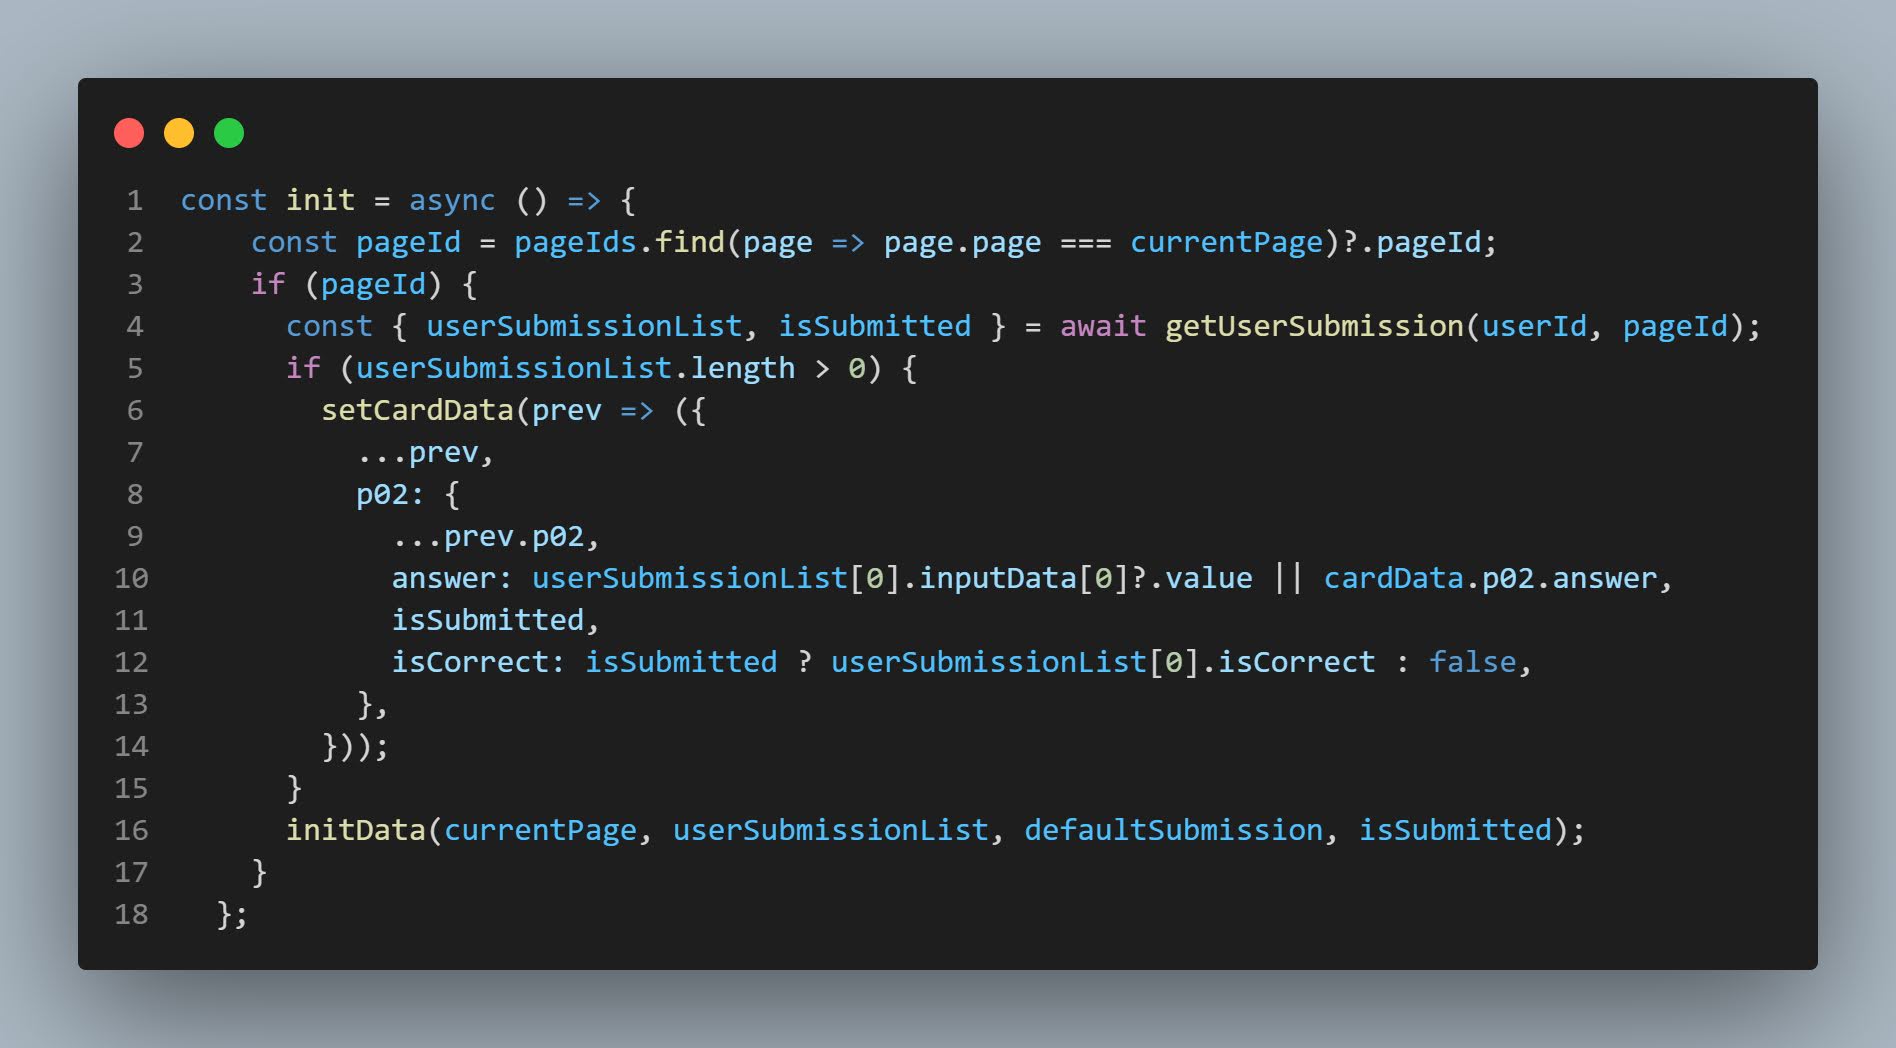 1 const init = async () => {
2 const pageId = pageIds.find(page => page.page === currentPage)?.pageId;
3 if (pageId) {
4 const { userSubmissionList, isSubmitted } = await getUserSubmission(userId, pageId);
5 if (userSubmissionList.length > 0) {
6 setCardData(prev => ({
7 ...prev,
8 p02: {
9 ...prev.p02,
10 answer: userSubmissionList[0].inputData[0]?.value || cardData.p02.answer,
11 isSubmitted,
12 isCorrect: isSubmitted ? userSubmissionList[0].isCorrect : false,
13 },
14 }));
15 }
16 initData(currentPage, userSubmissionList, defaultSubmission, isSubmitted);
17 }
18 };